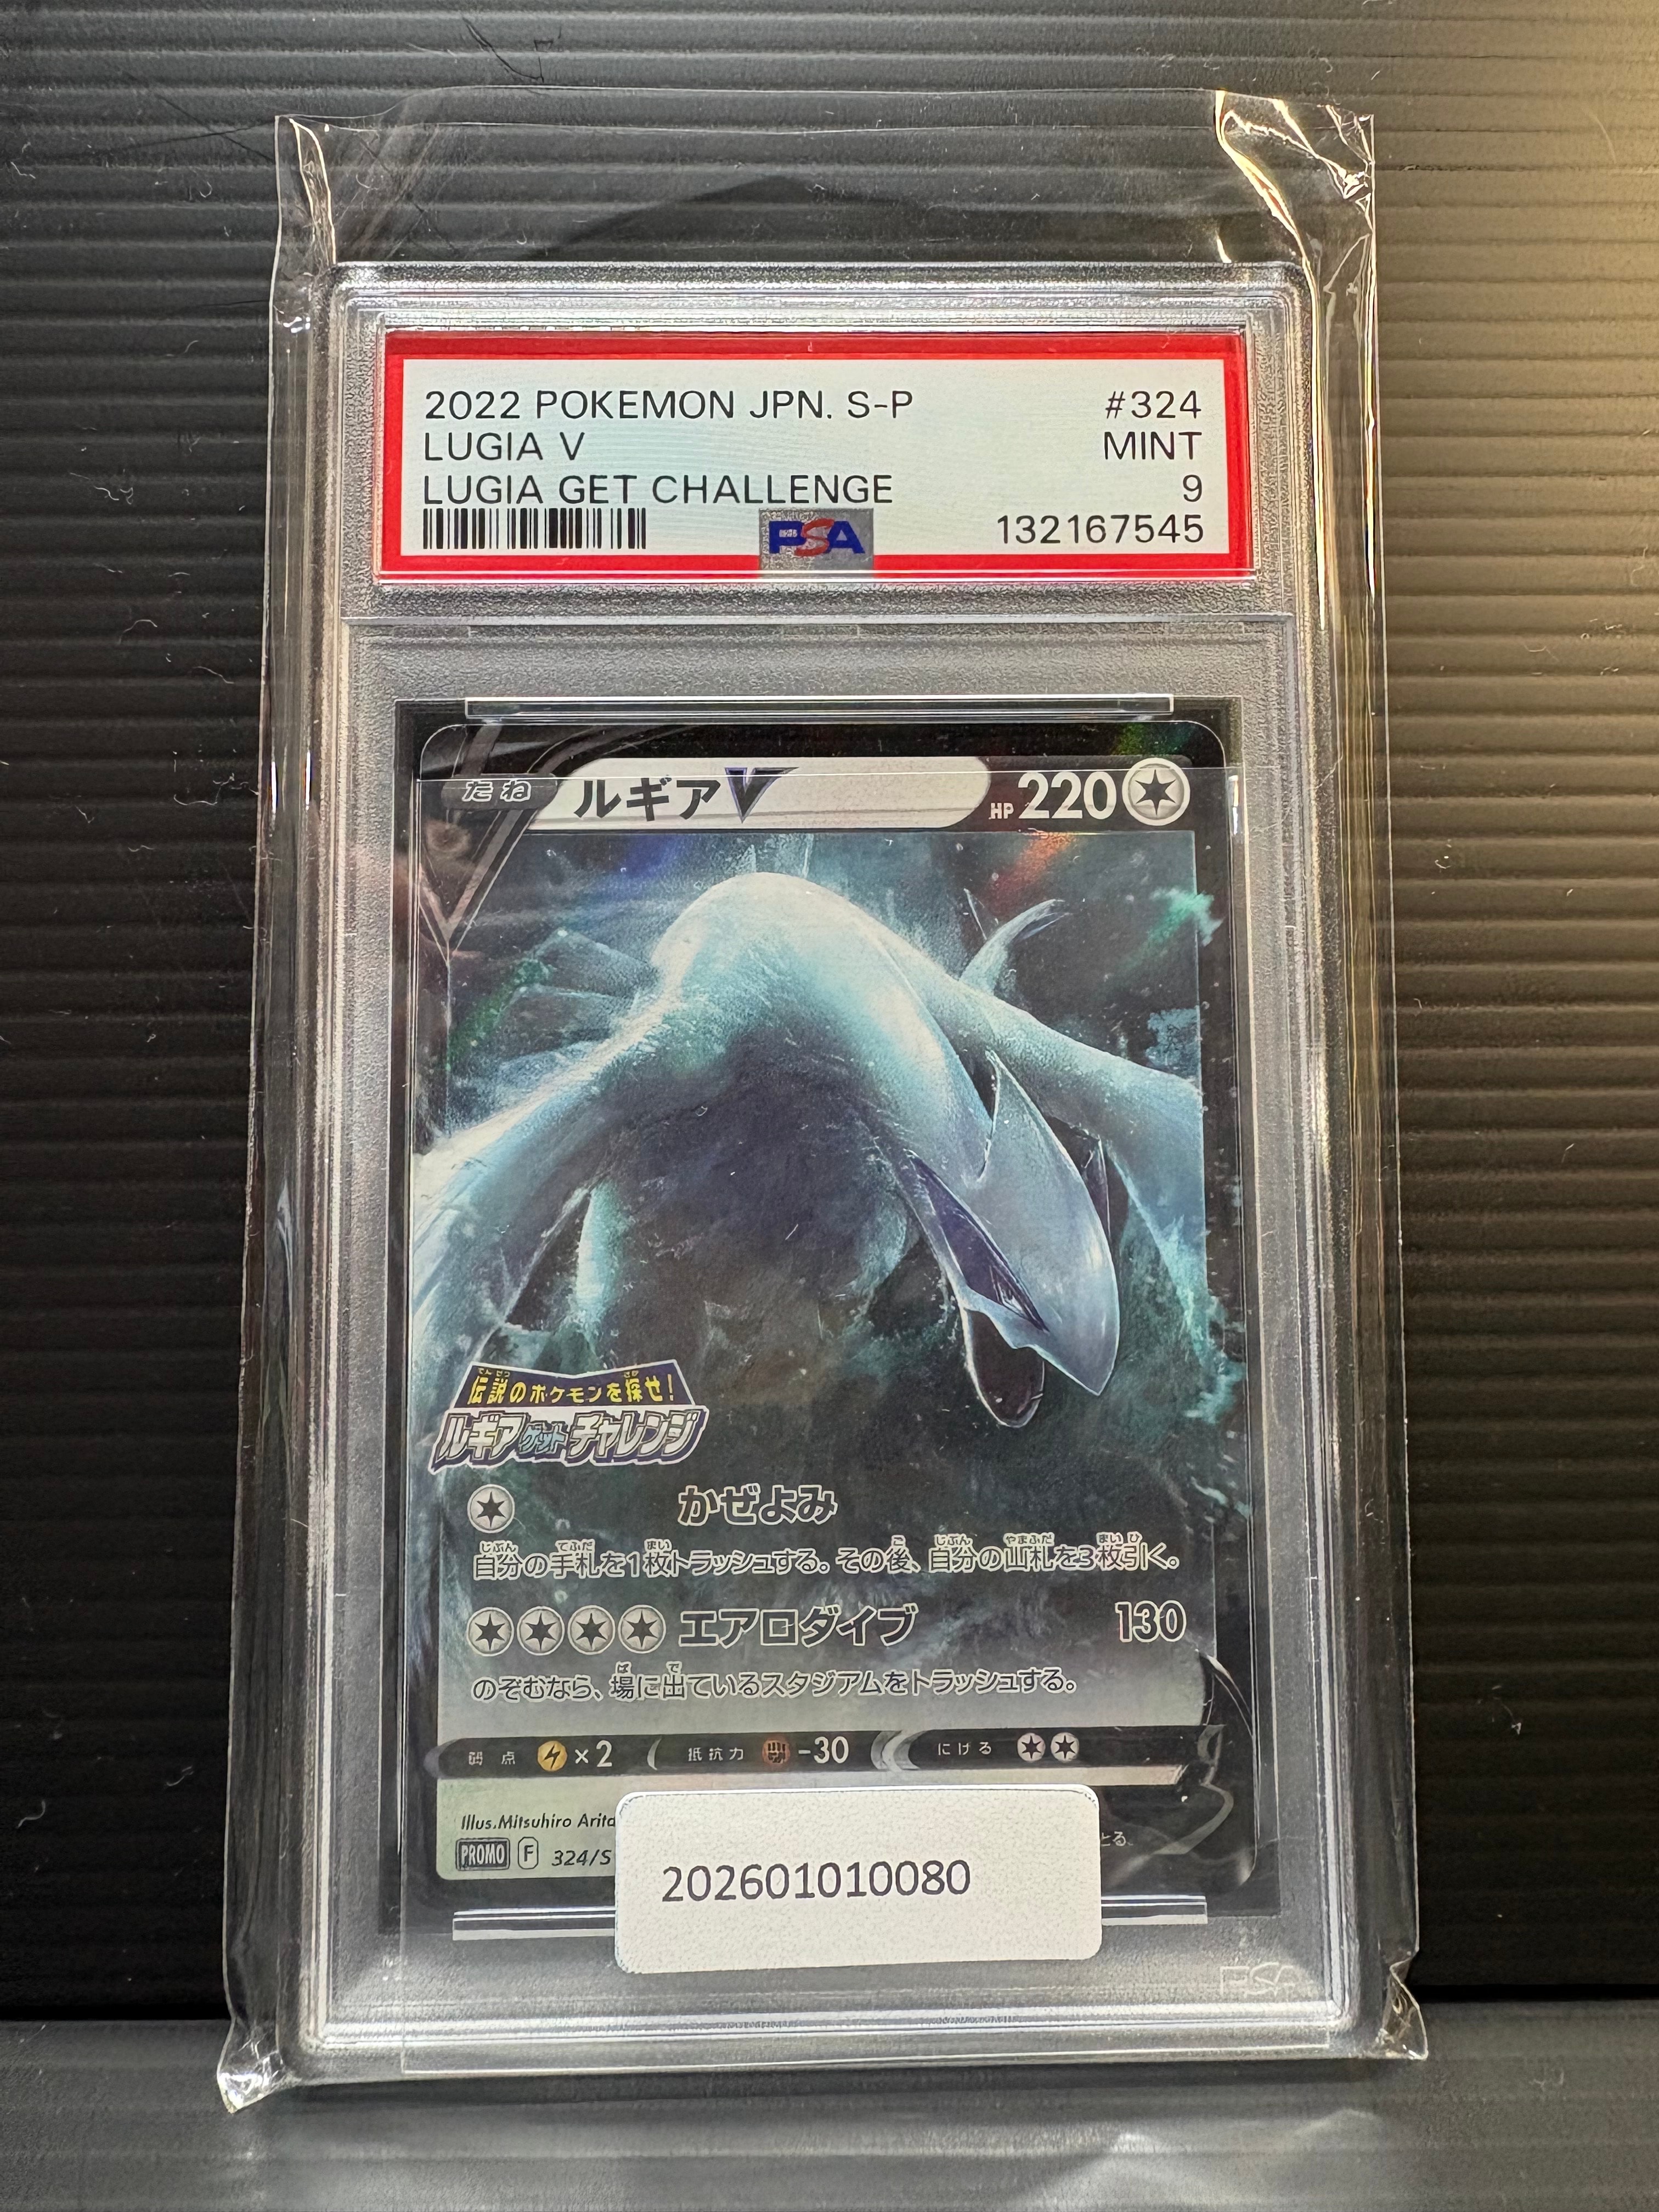 2022 POKEMON JPN. S-P #324
LUGIA V MINT
LUGIA GET CHALLENGE 9
PSA 132167545
たね ルギアV HP 220
伝説のポケモンを探せ!
ルギアゲットチャレンジ
かぜよみ
自分の手札を1枚トラッシュする。その後、自分の山札を3枚引く。
エアロダイブ 130
のぞむなら、場に出ているスタジアムをトラッシュする。
弱点 ×2 抵抗力 -30 にげる
Illus.Mitsuhiro Arita
とる。
PROMO F 324/S
202601010080
PSA